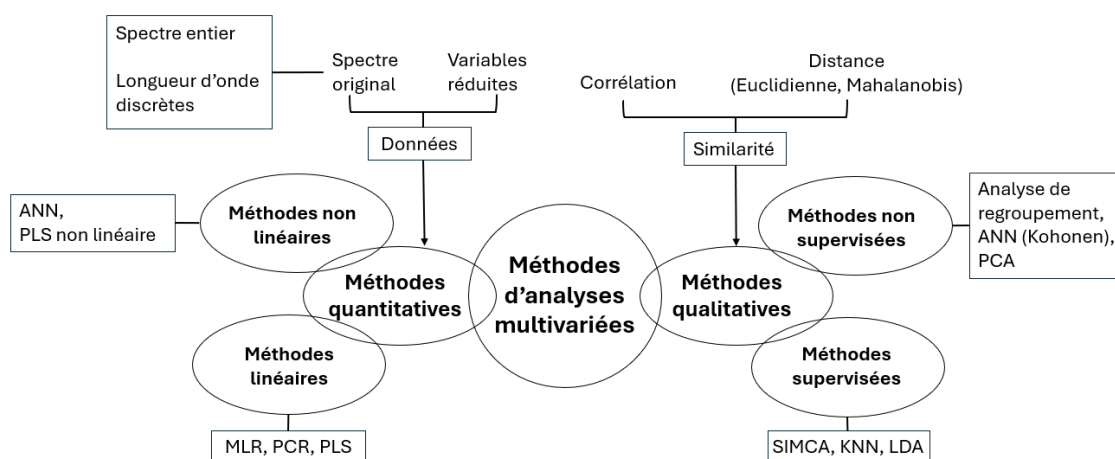 Spectre entier
Longueur d’onde
discrètes
Spectre
original
Variables
réduites
Données
Corrélation
Distance
(Euclidienne, Mahalanobis)
Similarité
ANN,
PLS non linéaire
Méthodes non
linéaires
Méthodes
quantitatives
Méthodes
linéaires
MLR, PCR, PLS
Méthodes
d’analyses
multivariées
Méthodes
qualitatives
Méthodes non
supervisées
Analyse de
regroupement,
ANN (Kohonen),
PCA
Méthodes
supervisées
SIMCA, KNN, LDA